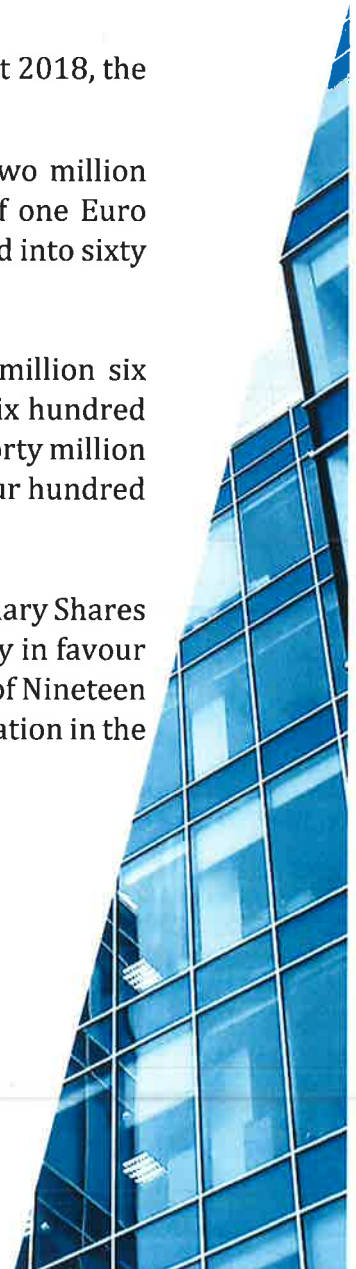 t 2018, the
wo million
f one Euro
d into sixty
million six
ix hundred
orty million
ur hundred
ary Shares
y in favour
of Nineteen
ation in the